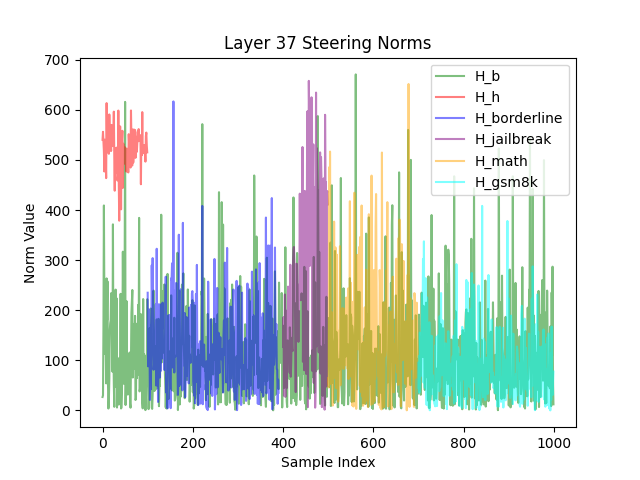 Layer 37 Steering Norms
Norm Value
700
600
500
400
300
200
100
0
H_b
H_h
H_borderline
H_jailbreak
H_math
H_gsm8k
0
200
400
600
800
1000
Sample Index